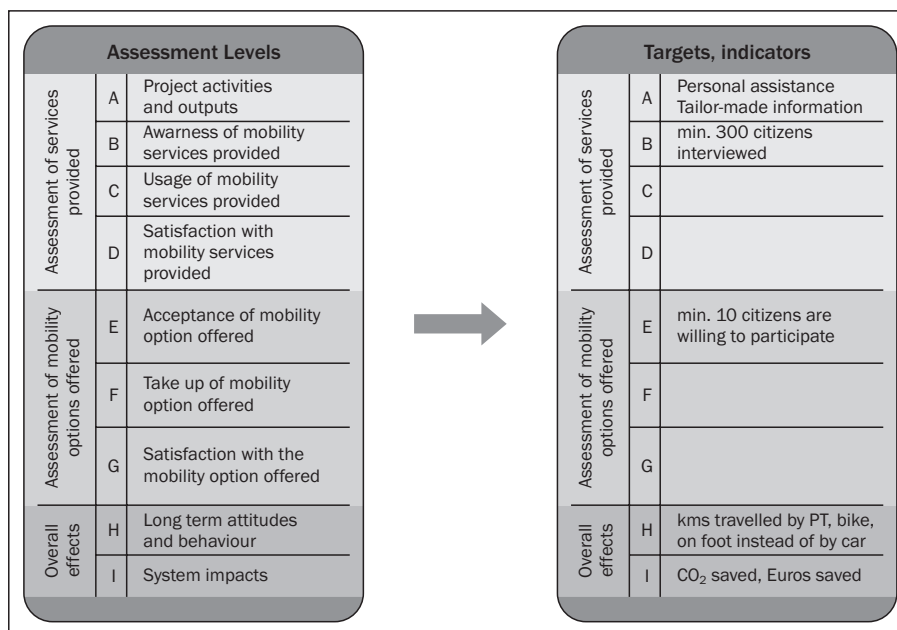 Assessment Levels
Assessment of services
provided
A
Project activities
and outputs
B
Awarness of mobility
services provided
C
Usage of mobility
services provided
D
Satisfaction with
mobility services
provided
Assessment of mobility
options offered
E
Acceptance of mobility
option offered
F
Take up of mobility
option offered
G
Satisfaction with the
mobility option offered
Overall
effects
H
Long term attitudes
and behaviour
I
System impacts
Targets, indicators
Assessment of services
provided
A
Personal assistance
Tailor-made information
B
min. 300 citizens
interviewed
C
D
Assessment of mobility
options offered
E
min. 10 citizens are
willing to participate
F
G
Overall
effects
H
kms travelled by PT, bike,
on foot instead of by car
I
CO₂ saved, Euros saved